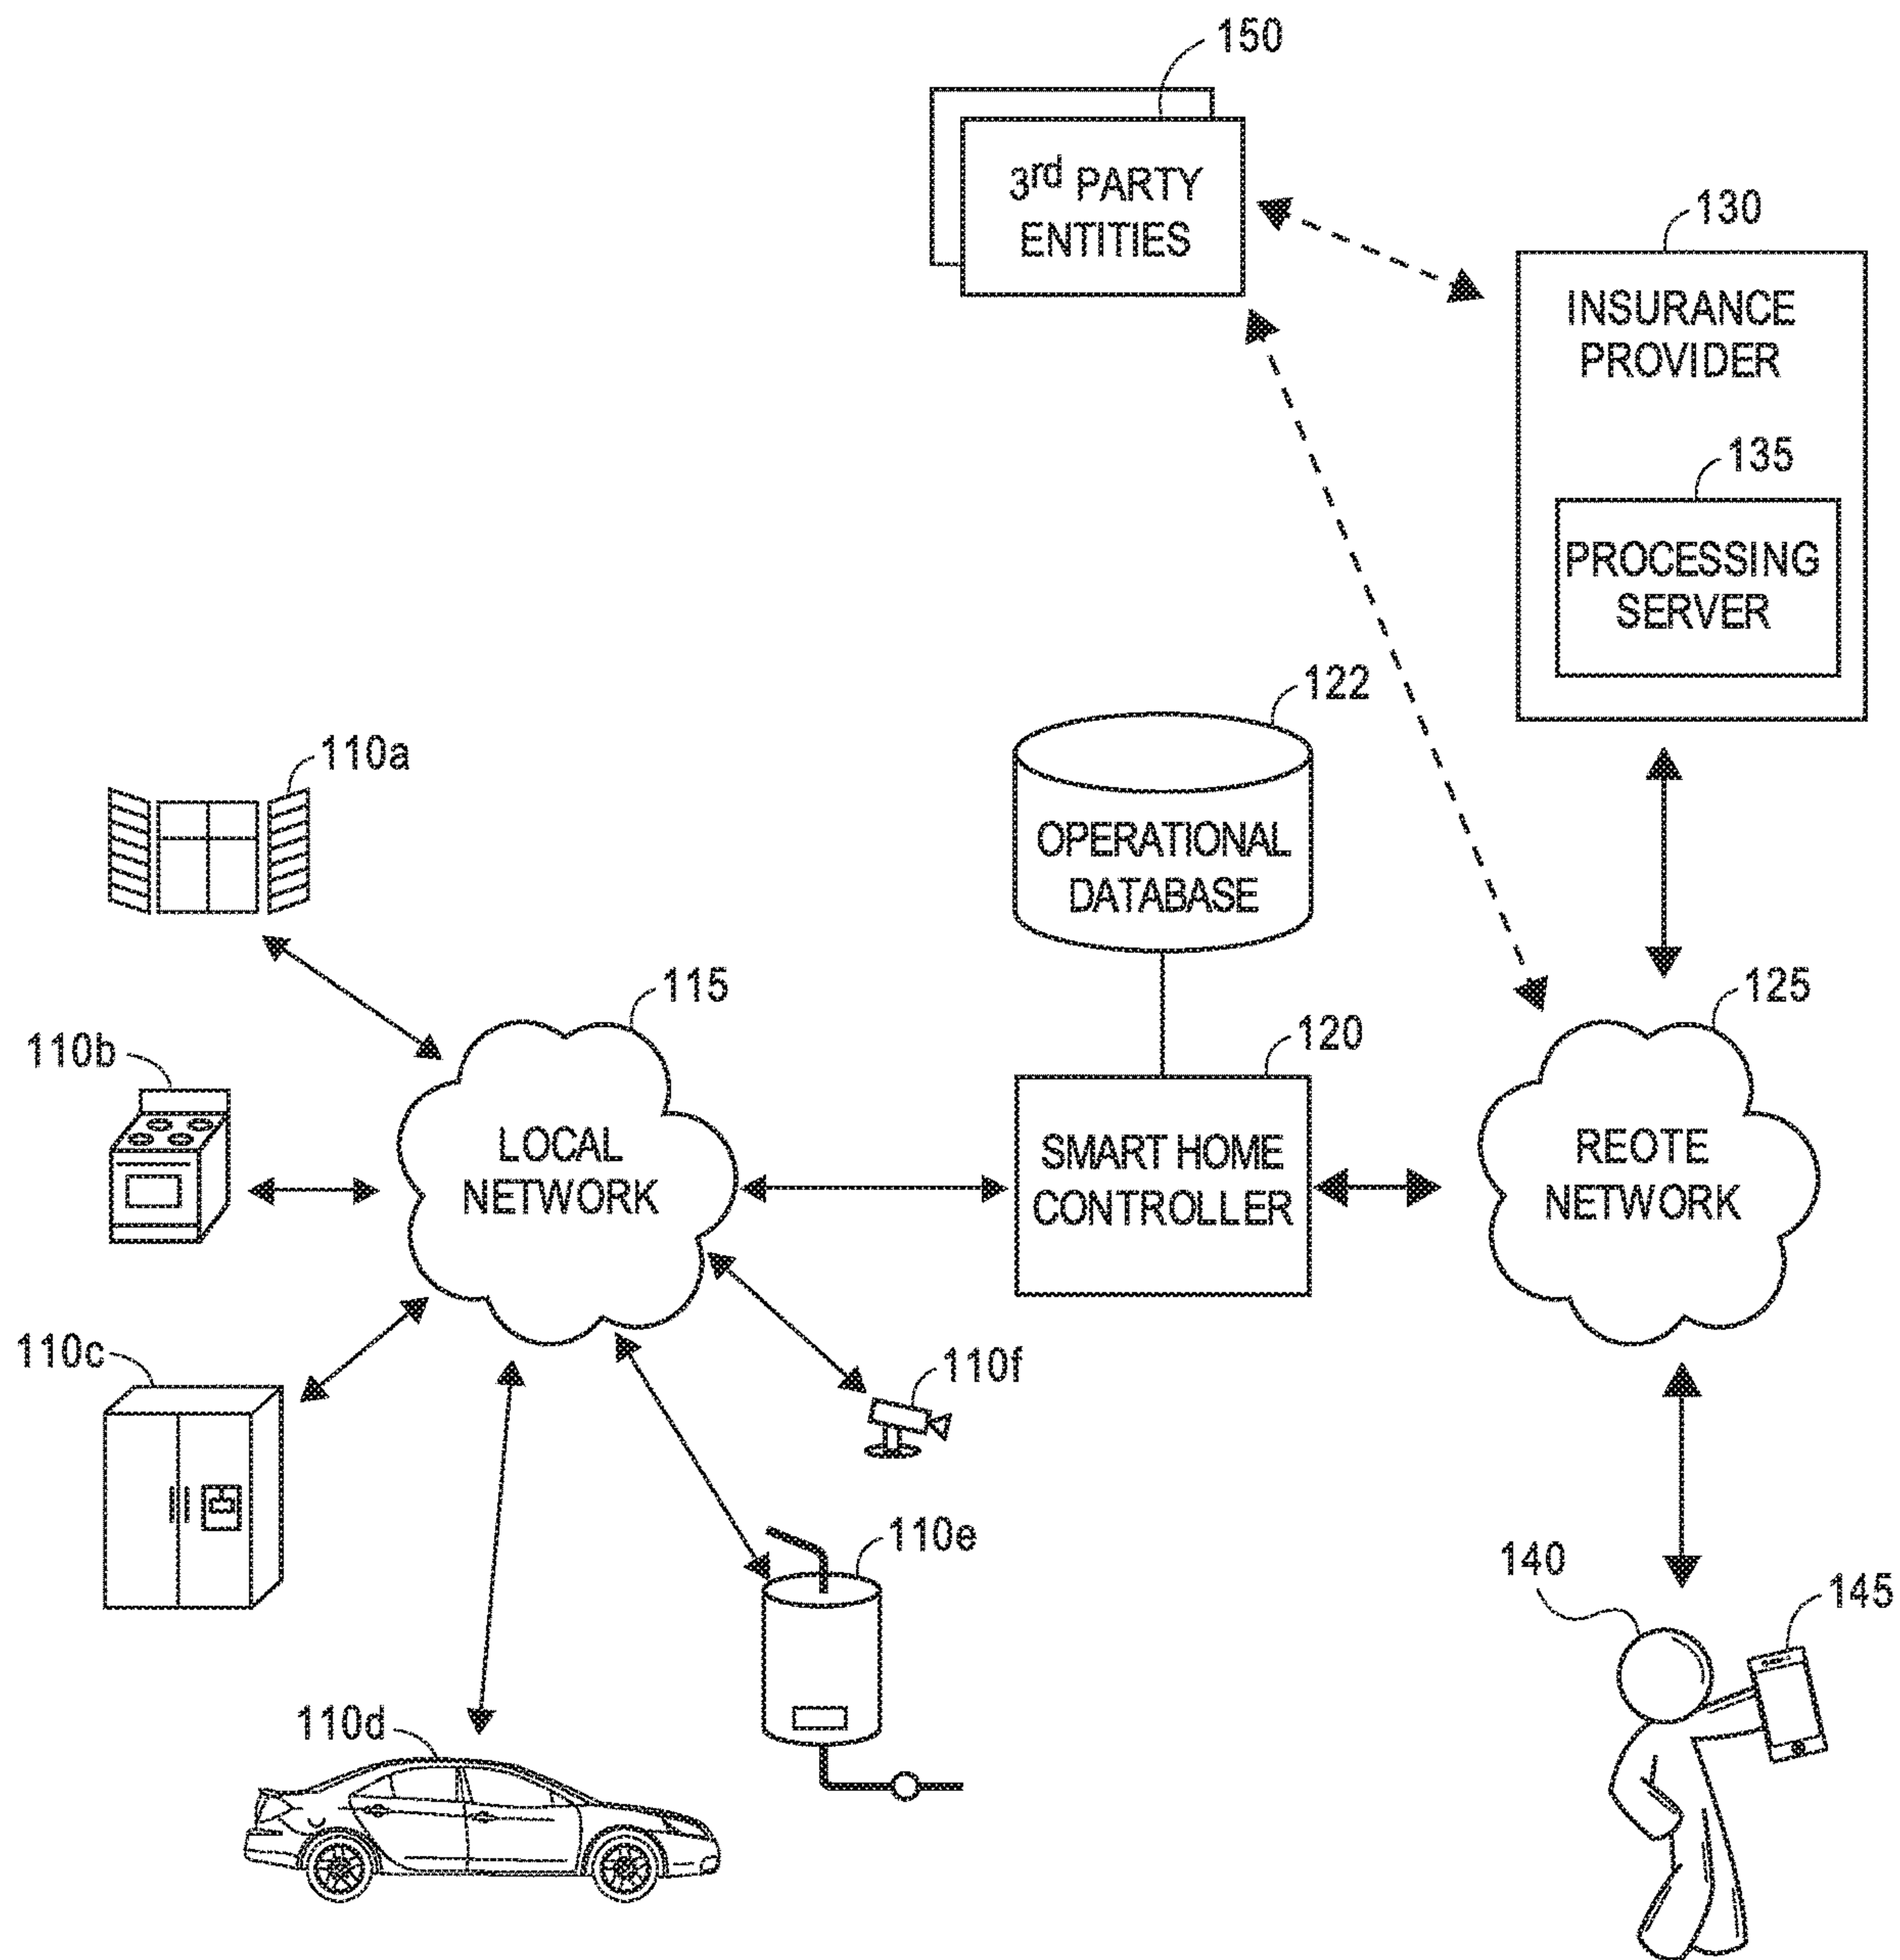 150
3rd PARTY
ENTITIES
130
INSURANCE
PROVIDER
135
PROCESSING
SERVER
122
OPERATIONAL
DATABASE
110a
115
125
110b
120
LOCAL
NETWORK
SMART HOME
CONTROLLER
REOTE
NETWORK
110c
110f
110e
140
145
110d